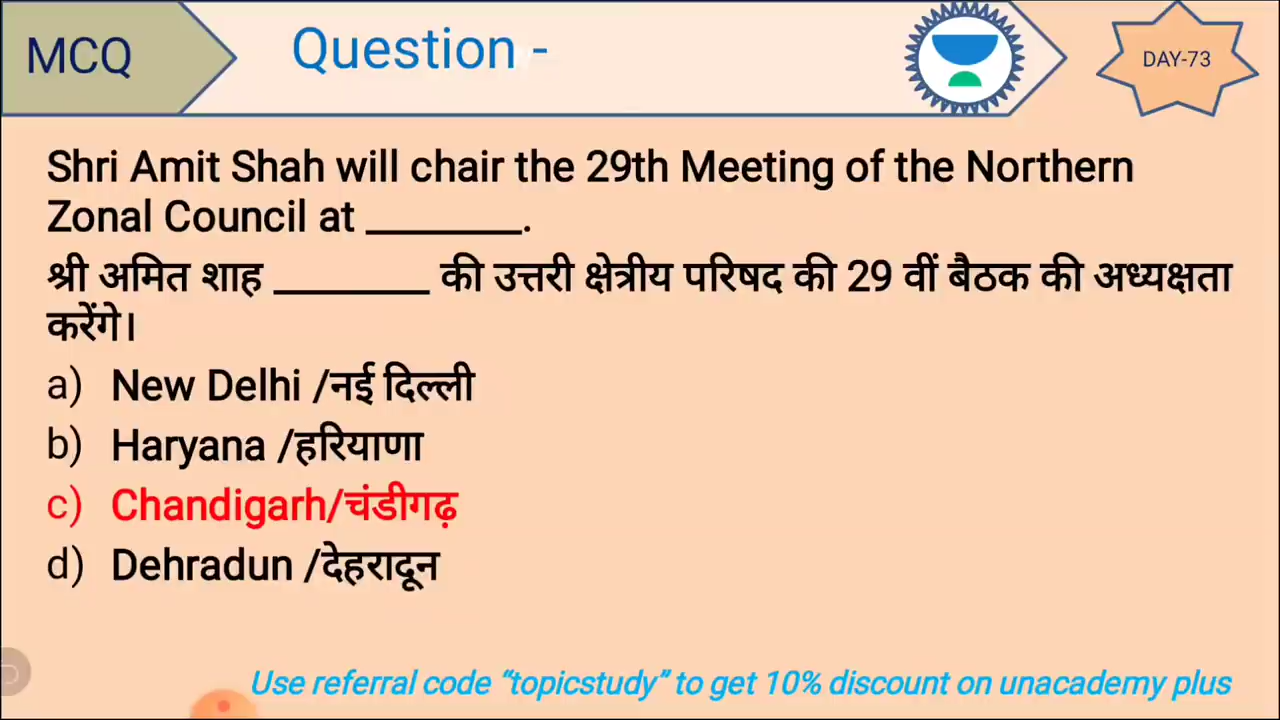 MCQ
Question -
DAY-73
Shri Amit Shah will chair the 29th Meeting of the Northern
Zonal Council at ________.
श्री अमित शाह ________ की उत्तरी क्षेत्रीय परिषद की 29 वीं बैठक की अध्यक्षता
करेंगे।
a) New Delhi /नई दिल्ली
b) Haryana /हरियाणा
c) Chandigarh/चंडीगढ़
d) Dehradun /देहरादून
Use referral code “topicstudy” to get 10% discount on unacademy plus